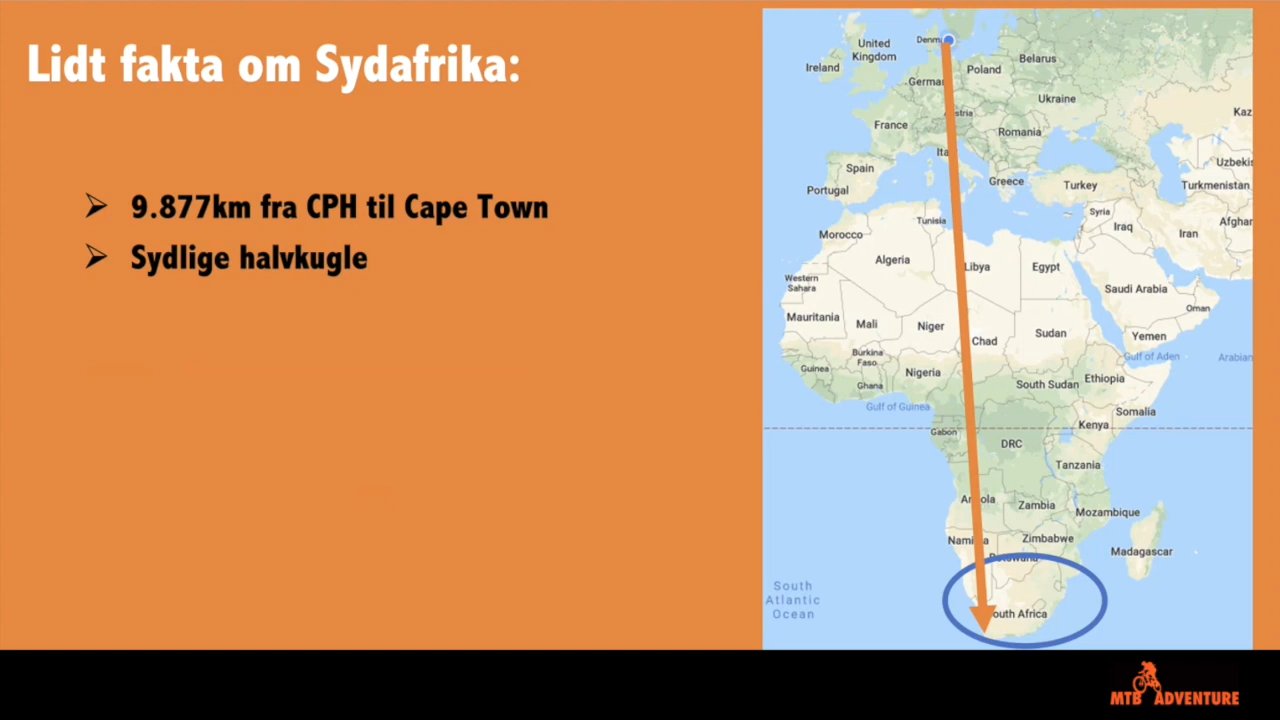 Lidt fakta om Sydafrika:
9.877km fra CPH til Cape Town
Sydlige halvkugle
United
Kingdom
Ireland
Poland
Belarus
Ukraine
France
Romania
Spain
Portugal
Greece
Turkey
Turkmenistan
Tunisia
Syria
Iraq
Iran
Morocco
Algeria
Libya
Egypt
Western
Sahara
Saudi Arabia
Oman
Mauritania
Mali
Niger
Chad
Sudan
Yemen
Burkina
Faso
Gulf of Aden
Arabian
Guinea
Ghana
Nigeria
South Sudan
Ethiopia
Gulf of Guinea
Somalia
Gabon
Kenya
DRC
Tanzania
Zambia
Mozambique
Zimbabwe
Madagascar
South
Atlantic
Ocean
outh Africa
MTB ADVENTURE